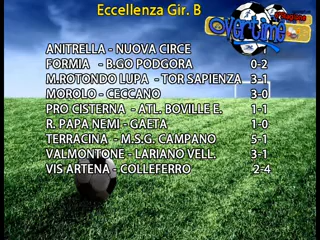 Eccellenza Gir. B
overtime
ANITRELLA - NUOVA CIRCE
FORMIA - B.GO PODGORA 0-2
M.ROTONDO LUPA - TOR SAPIENZA 3-1
MOROLO - CECCANO 3-0
PRO CISTERNA - ATL. BOVILLE E. 1-1
R. PAPA NEMI - GAETA 1-0
TERRACINA - M.S.G. CAMPANO 5-1
VALMONTONE - LARIANO VELL. 3-1
VIS ARTENA - COLLEFERRO 2-4